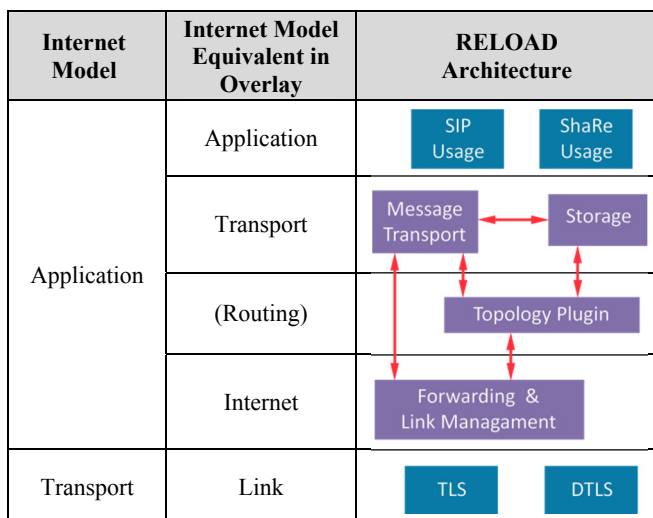 Internet
Model
Internet Model
Equivalent in
Overlay
RELOAD
Architecture
Application
Application
SIP
Usage
ShaRe
Usage
Transport
Message
Transport
Storage
(Routing)
Topology Plugin
Internet
Forwarding &
Link Managament
Transport
Link
TLS
DTLS